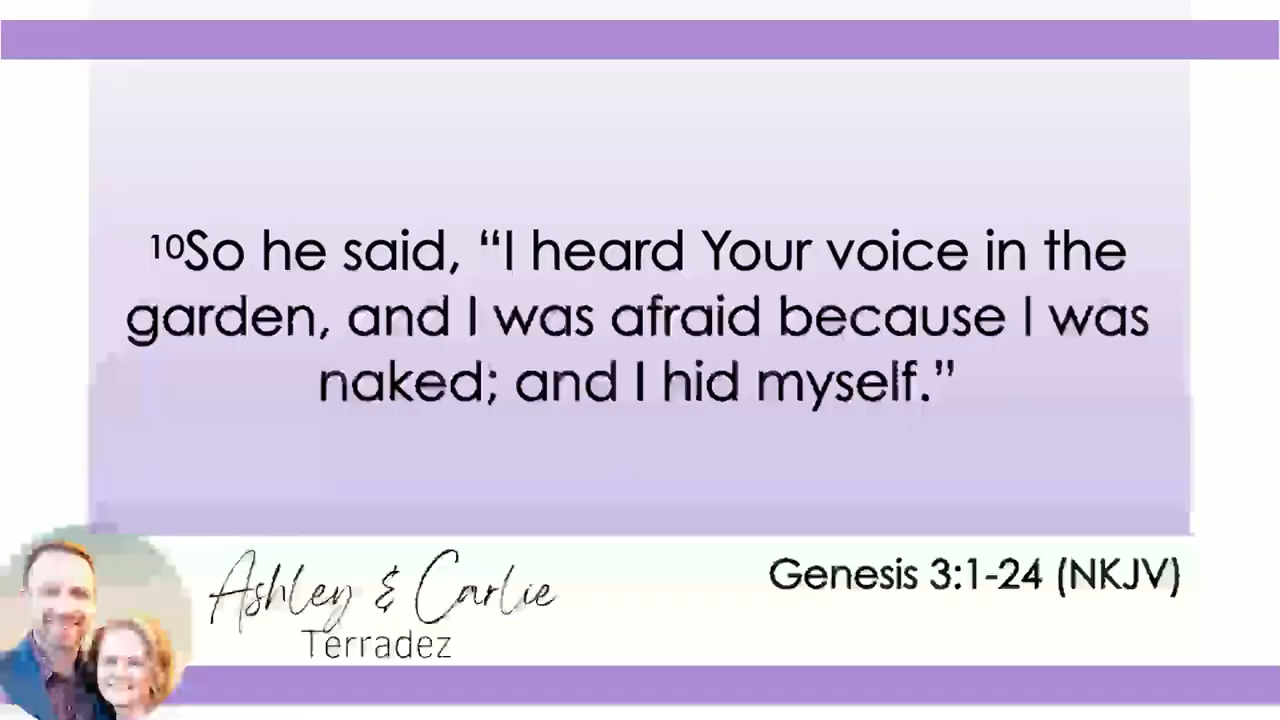 10So he said, “I heard Your voice in the
garden, and I was afraid because I was
naked; and I hid myself.”
Ashley & Carlie
Terradez
Genesis 3:1-24 (NKJV)